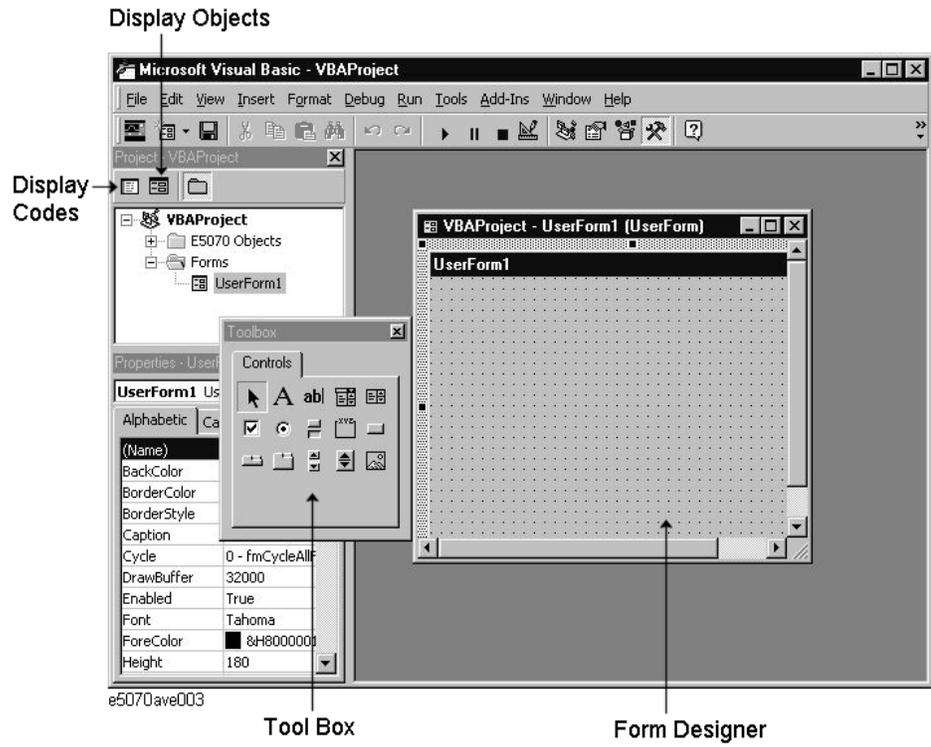 Display Objects
Microsoft Visual Basic - VBAProject
File Edit View Insert Format Debug Run Tools Add-Ins Window Help
Project - VBAProject
Display
Codes
VBAProject
E5070 Objects
Forms
UserForm1
VBAProject - UserForm1 (UserForm)
UserForm1
Toolbox
Controls
A ab|
xyz
Properties - UserF
UserForm1 Us
Alphabetic Ca
(Name)
BackColor
BorderColor
BorderStyle
Caption
Cycle 0 - fmCycleAllF
DrawBuffer 32000
Enabled True
Font Tahoma
ForeColor &H8000001
Height 180
e5070ave003
Tool Box
Form Designer